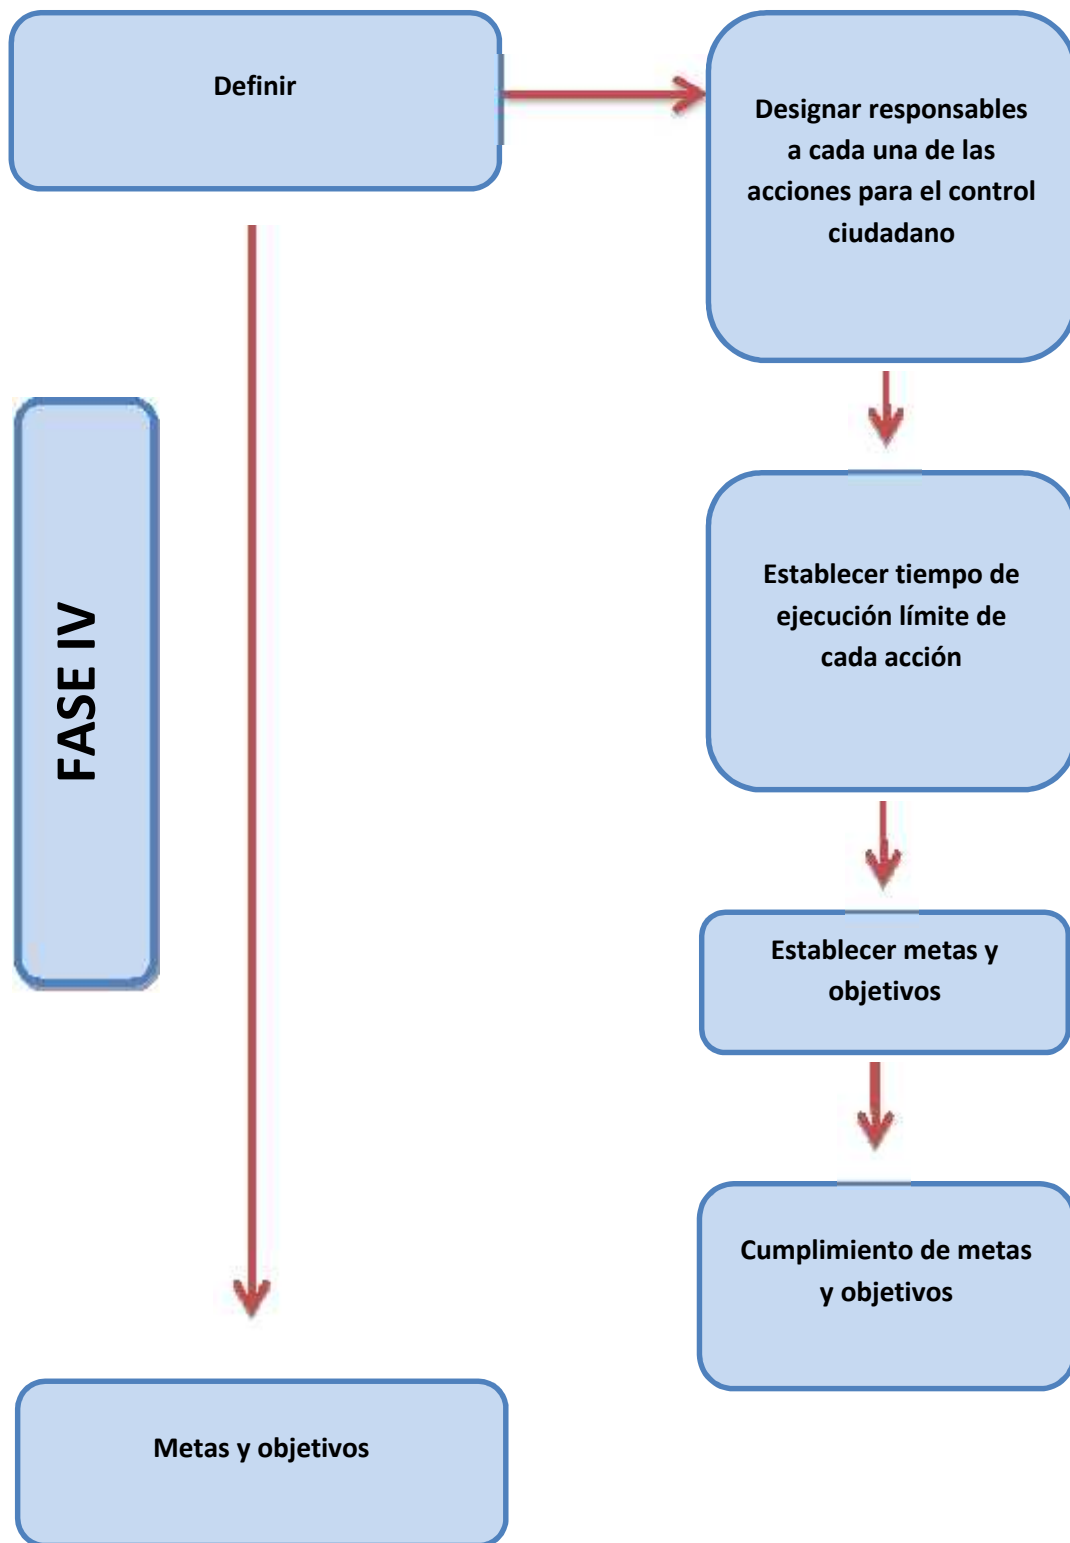 Definir
Designar responsables
a cada una de las
acciones para el control
ciudadano
FASE IV
Establecer tiempo de
ejecución límite de
cada acción
Establecer metas y
objetivos
Cumplimiento de metas
y objetivos
Metas y objetivos